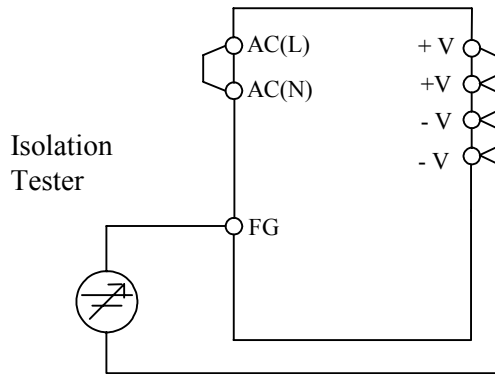 AC(L)
AC(N)
+ V
+V
- V
- V
Isolation
Tester
FG